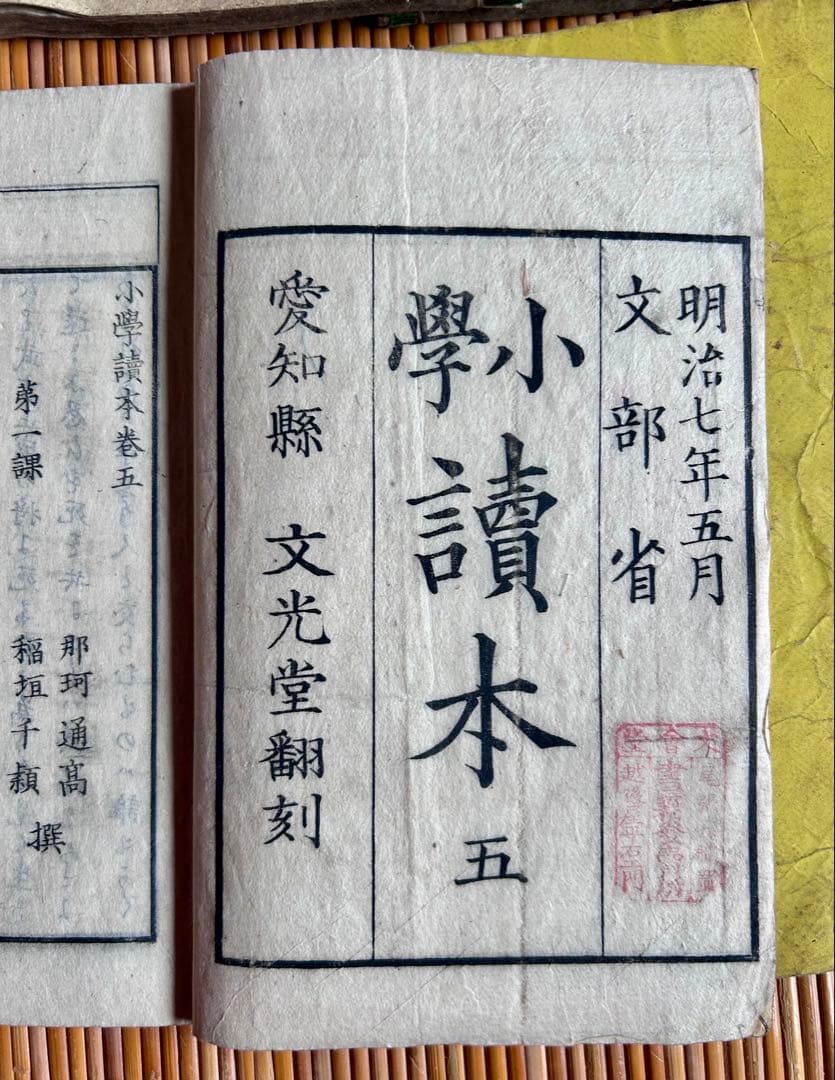 明治七年五月
文部省
小學
讀本
五
愛知縣 文光堂翻刻
小學讀本卷五
那珂通高
稲垣千穎 撰
第一課